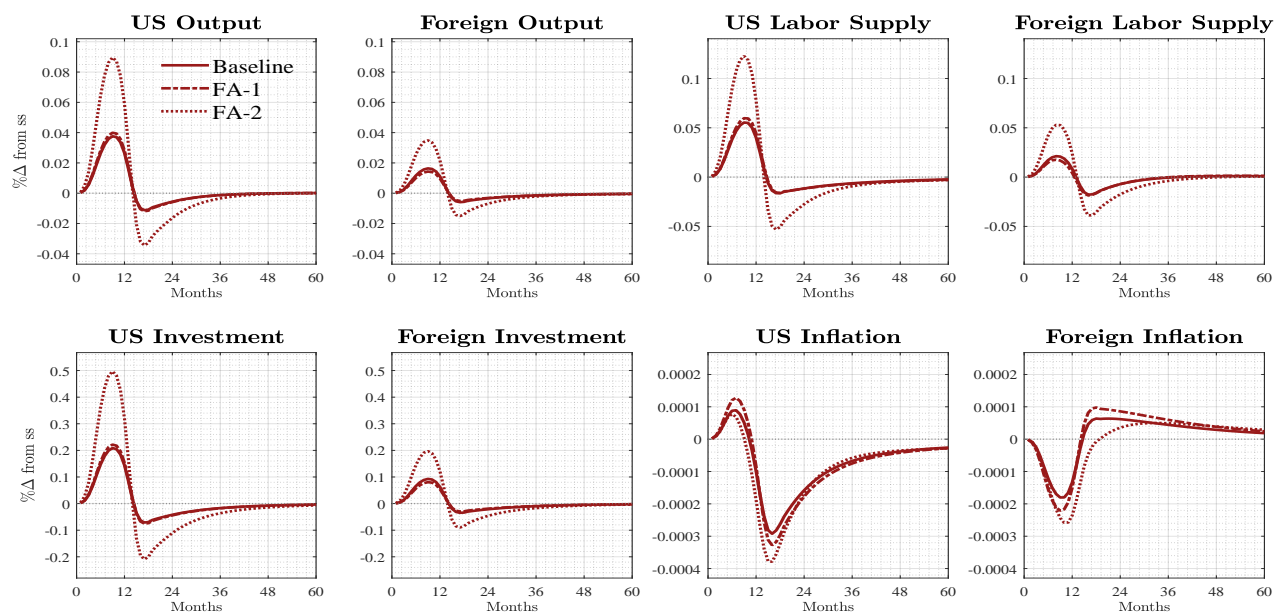 US Output
Foreign Output
US Labor Supply
Foreign Labor Supply
%Δ from ss
0.1
0.08
0.06
0.04
0.02
0
-0.02
-0.04
Baseline
FA-1
FA-2
0 12 24 36 48 60
Months
0.1
0.08
0.06
0.04
0.02
0
-0.02
-0.04
0 12 24 36 48 60
Months
0.1
0.05
0
-0.05
0 12 24 36 48 60
Months
0.1
0.05
0
-0.05
0 12 24 36 48 60
Months
US Investment
Foreign Investment
US Inflation
Foreign Inflation
%Δ from ss
0.5
0.4
0.3
0.2
0.1
0
-0.1
-0.2
0 12 24 36 48 60
Months
0.5
0.4
0.3
0.2
0.1
0
-0.1
-0.2
0 12 24 36 48 60
Months
0.0002
0.0001
0
-0.0001
-0.0002
-0.0003
-0.0004
0 12 24 36 48 60
Months
0.0002
0.0001
0
-0.0001
-0.0002
-0.0003
-0.0004
0 12 24 36 48 60
Months